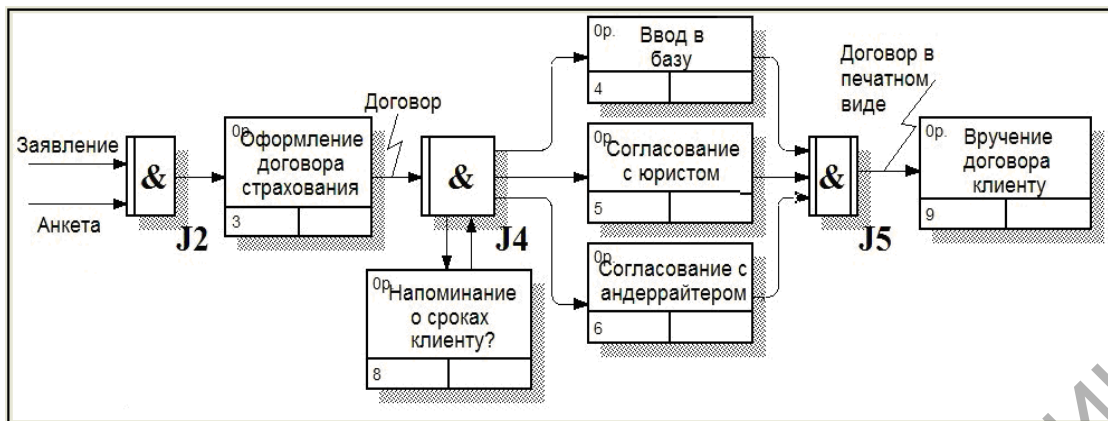 Заявление
Анкета
&
J2
0р.
Оформление
договора
страхования
3
Договор
&
J4
0р.
Напоминание
о сроках
клиенту?
8
0р.
Ввод в
базу
4
0р.
Согласование
с юристом
5
0р.
Согласование с
андеррайтером
6
&
J5
Договор в
печатном
виде
0р.
Вручение
договора
клиенту
9